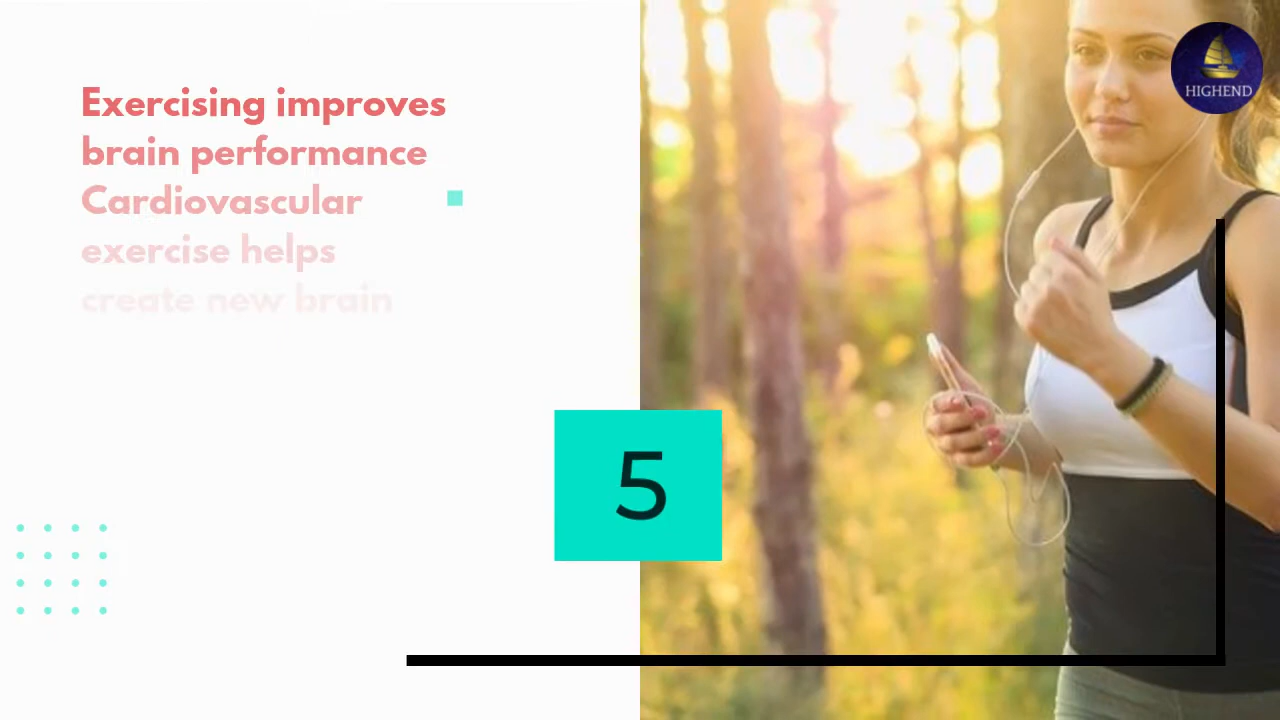 Exercising improves
brain performance
Cardiovascular
exercise helps
create new brain
5
HIGHEND